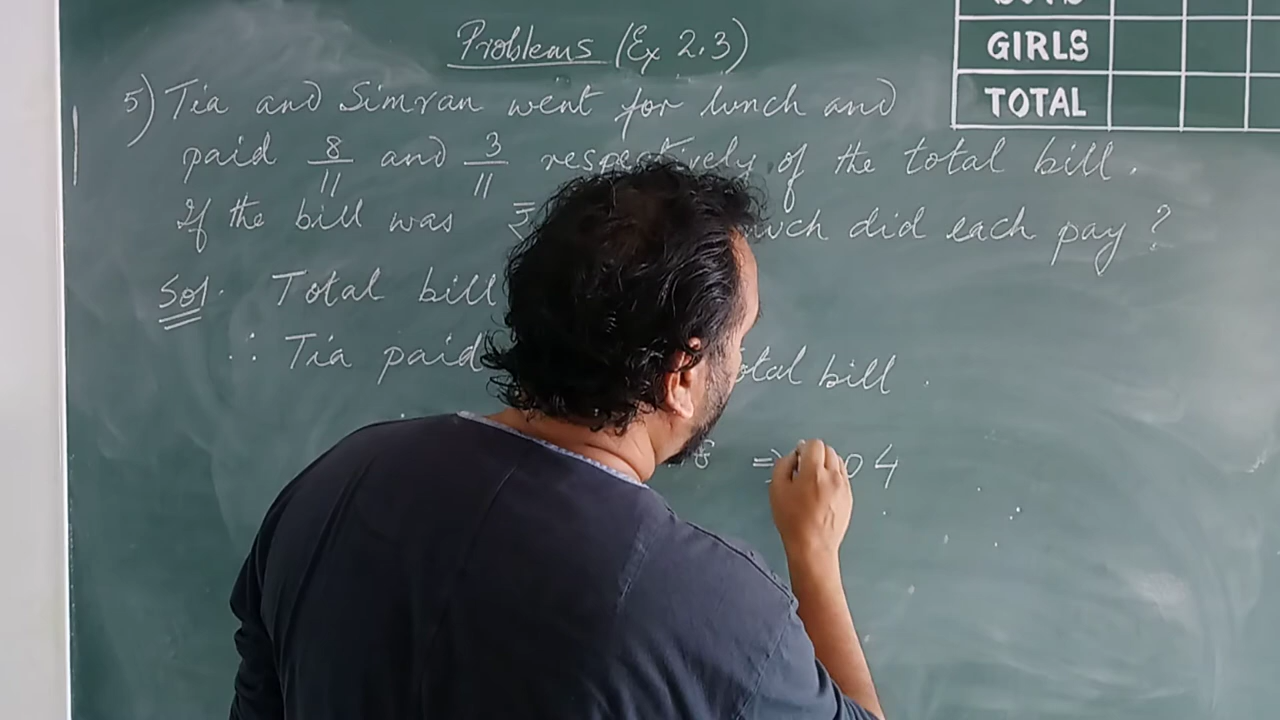 Problems (Ex 2.3)
GIRLS
TOTAL
5) Tia and Simran went for lunch and
paid 8/11 and 3/11 respectively of the total bill.
If the bill was ₹ did each pay ?
Sol. Total bill
∴ Tia paid bill .
⇒ 04